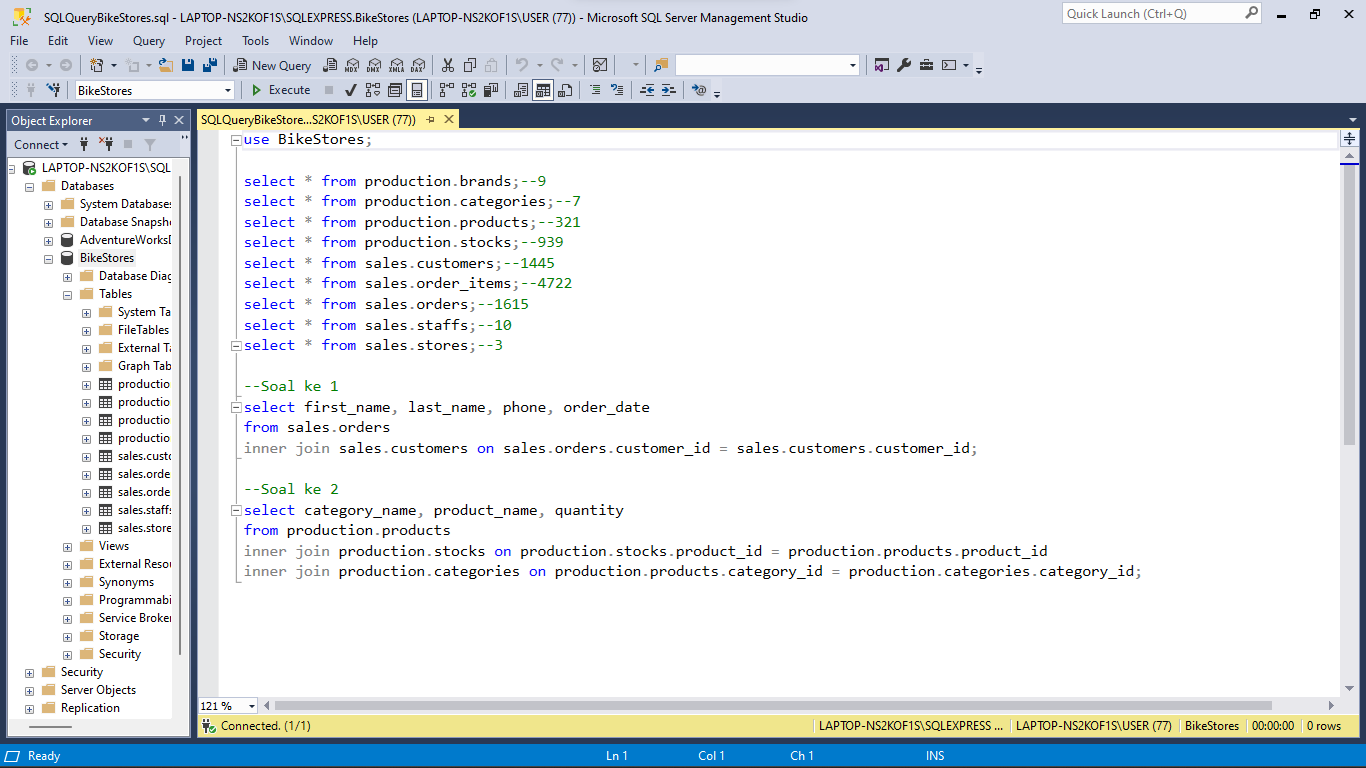 SQLQueryBikeStores.sql - LAPTOP-NS2KOF1S\SQLEXPRESS.BikeStores (LAPTOP-NS2KOF1S\USER (77)) - Microsoft SQL Server Management Studio
Quick Launch (Ctrl+Q)
File Edit View Query Project Tools Window Help
New Query
MDX DMX XMLA DAX
BikeStores
Execute
Object Explorer
SQLQueryBikeStore...S2KOF1S\USER (77))
Connect
LAPTOP-NS2KOF1S\SQL
Databases
System Databases
Database Snapsh
AdventureWorksD
BikeStores
Database Diag
Tables
System Ta
FileTables
External Ta
Graph Tab
productio
productio
productio
productio
sales.custo
sales.orde
sales.orde
sales.staffs
sales.store
Views
External Resou
Synonyms
Programmabi
Service Broker
Storage
Security
Security
Server Objects
Replication
use BikeStores;
select * from production.brands;--9
select * from production.categories;--7
select * from production.products;--321
select * from production.stocks;--939
select * from sales.customers;--1445
select * from sales.order_items;--4722
select * from sales.orders;--1615
select * from sales.staffs;--10
select * from sales.stores;--3
--Soal ke 1
select first_name, last_name, phone, order_date
from sales.orders
inner join sales.customers on sales.orders.customer_id = sales.customers.customer_id;
--Soal ke 2
select category_name, product_name, quantity
from production.products
inner join production.stocks on production.stocks.product_id = production.products.product_id
inner join production.categories on production.products.category_id = production.categories.category_id;
121 %
Connected. (1/1)
LAPTOP-NS2KOF1S\SQLEXPRESS ... LAPTOP-NS2KOF1S\USER (77) BikeStores 00:00:00 0 rows
Ready
Ln 1 Col 1 Ch 1 INS